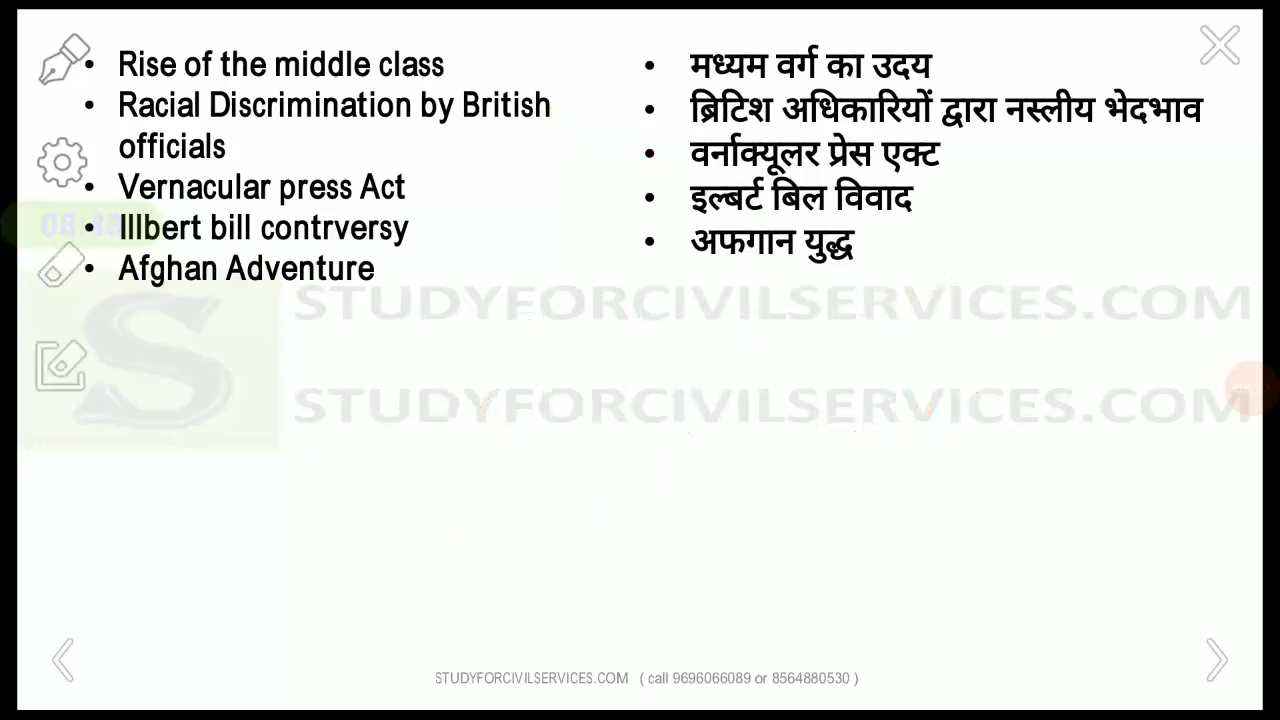 • Rise of the middle class
• Racial Discrimination by British
officials
• Vernacular press Act
• Illbert bill contrversy
• Afghan Adventure
• मध्यम वर्ग का उदय
• ब्रिटिश अधिकारियों द्वारा नस्लीय भेदभाव
• वर्नाक्यूलर प्रेस एक्ट
• इल्बर्ट बिल विवाद
• अफगान युद्ध
S
STUDYFORCIVILSERVICES.COM
STUDYFORCIVILSERVICES.COM
STUDYFORCIVILSERVICES.COM ( call 9696066089 or 8564880530 )